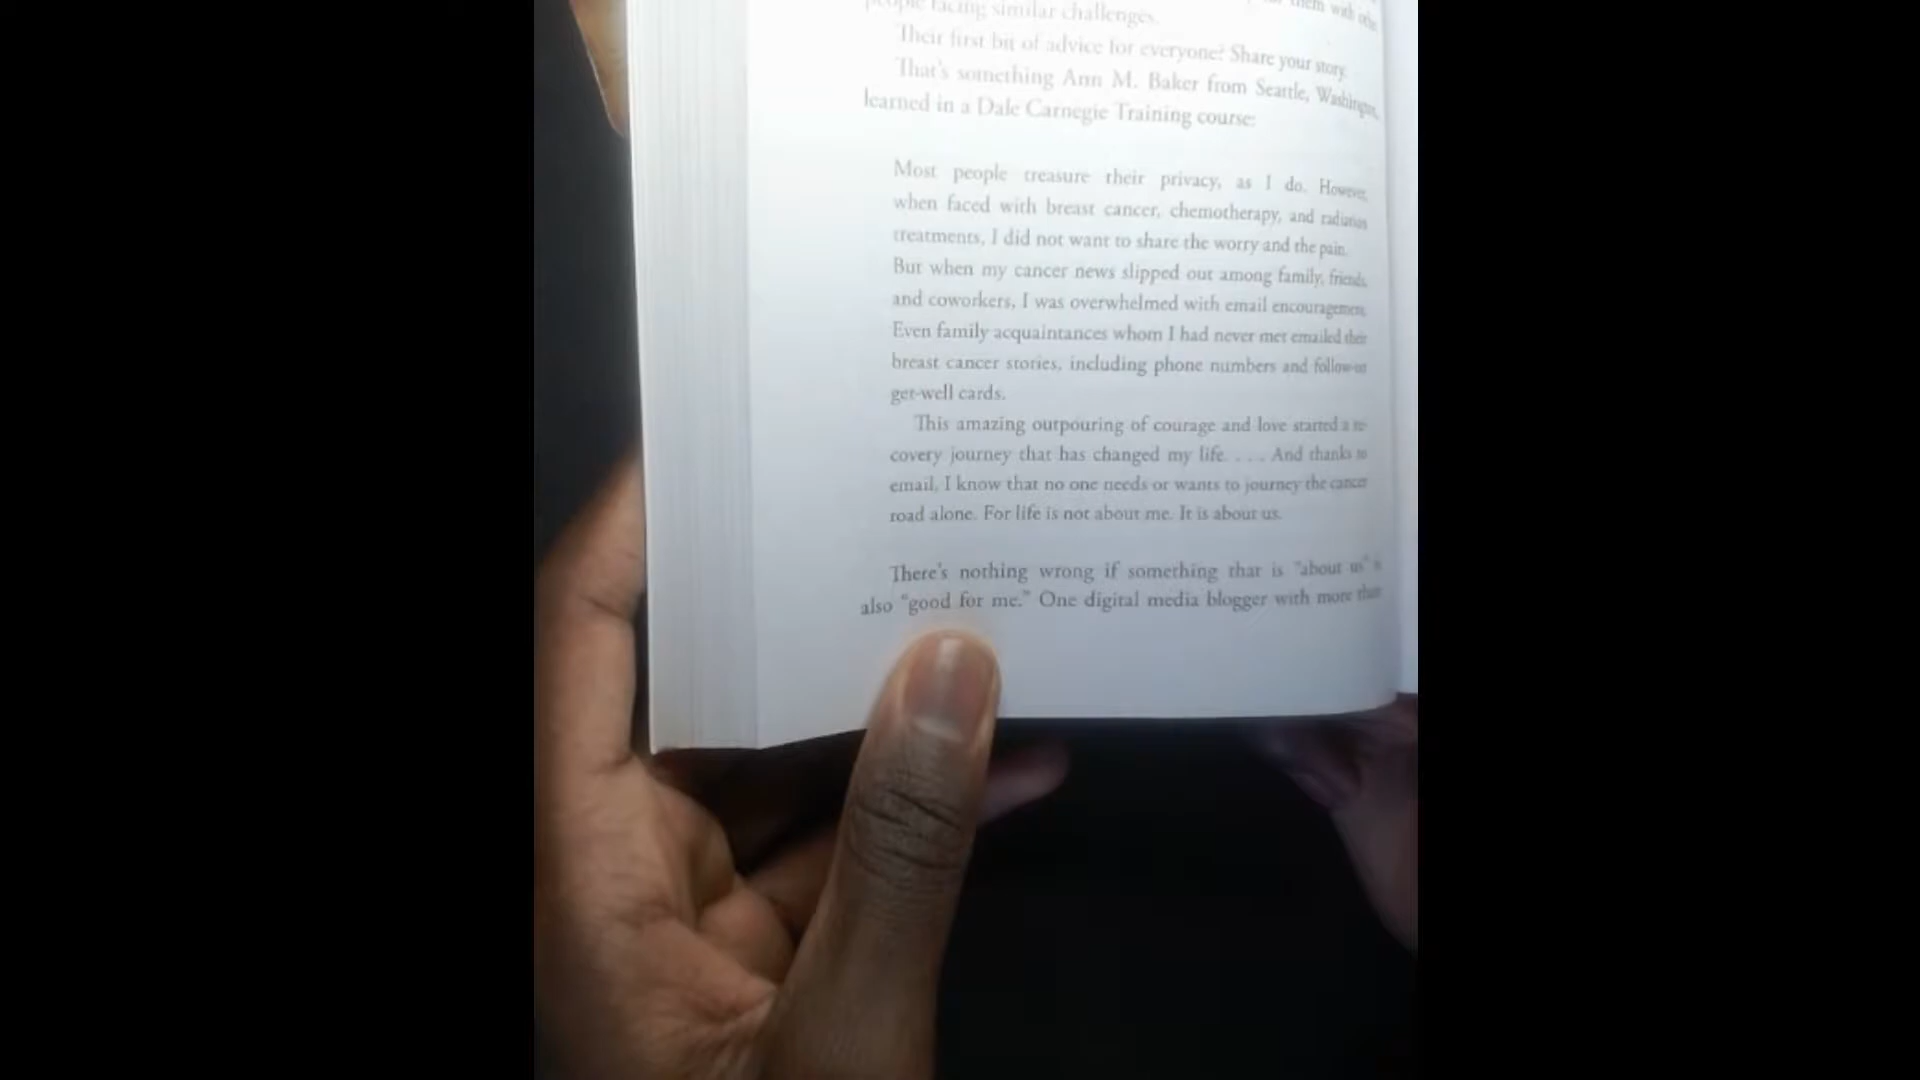 people facing similar challenges.
Their first bit of advice for everyone? Share your story.
That's something Ann M. Baker from Seattle, Washington,
learned in a Dale Carnegie Training course:
Most people treasure their privacy, as I do. However,
when faced with breast cancer, chemotherapy, and radiation
treatments, I did not want to share the worry and the pain.
But when my cancer news slipped out among family, friends,
and coworkers, I was overwhelmed with email encouragement.
Even family acquaintances whom I had never met emailed their
breast cancer stories, including phone numbers and follow-up
get-well cards.
This amazing outpouring of courage and love started a re-
covery journey that has changed my life. . . . And thanks to
email, I know that no one needs or wants to journey the cancer
road alone. For life is not about me. It is about us.
There's nothing wrong if something that is "about us" is
also "good for me." One digital media blogger with more than